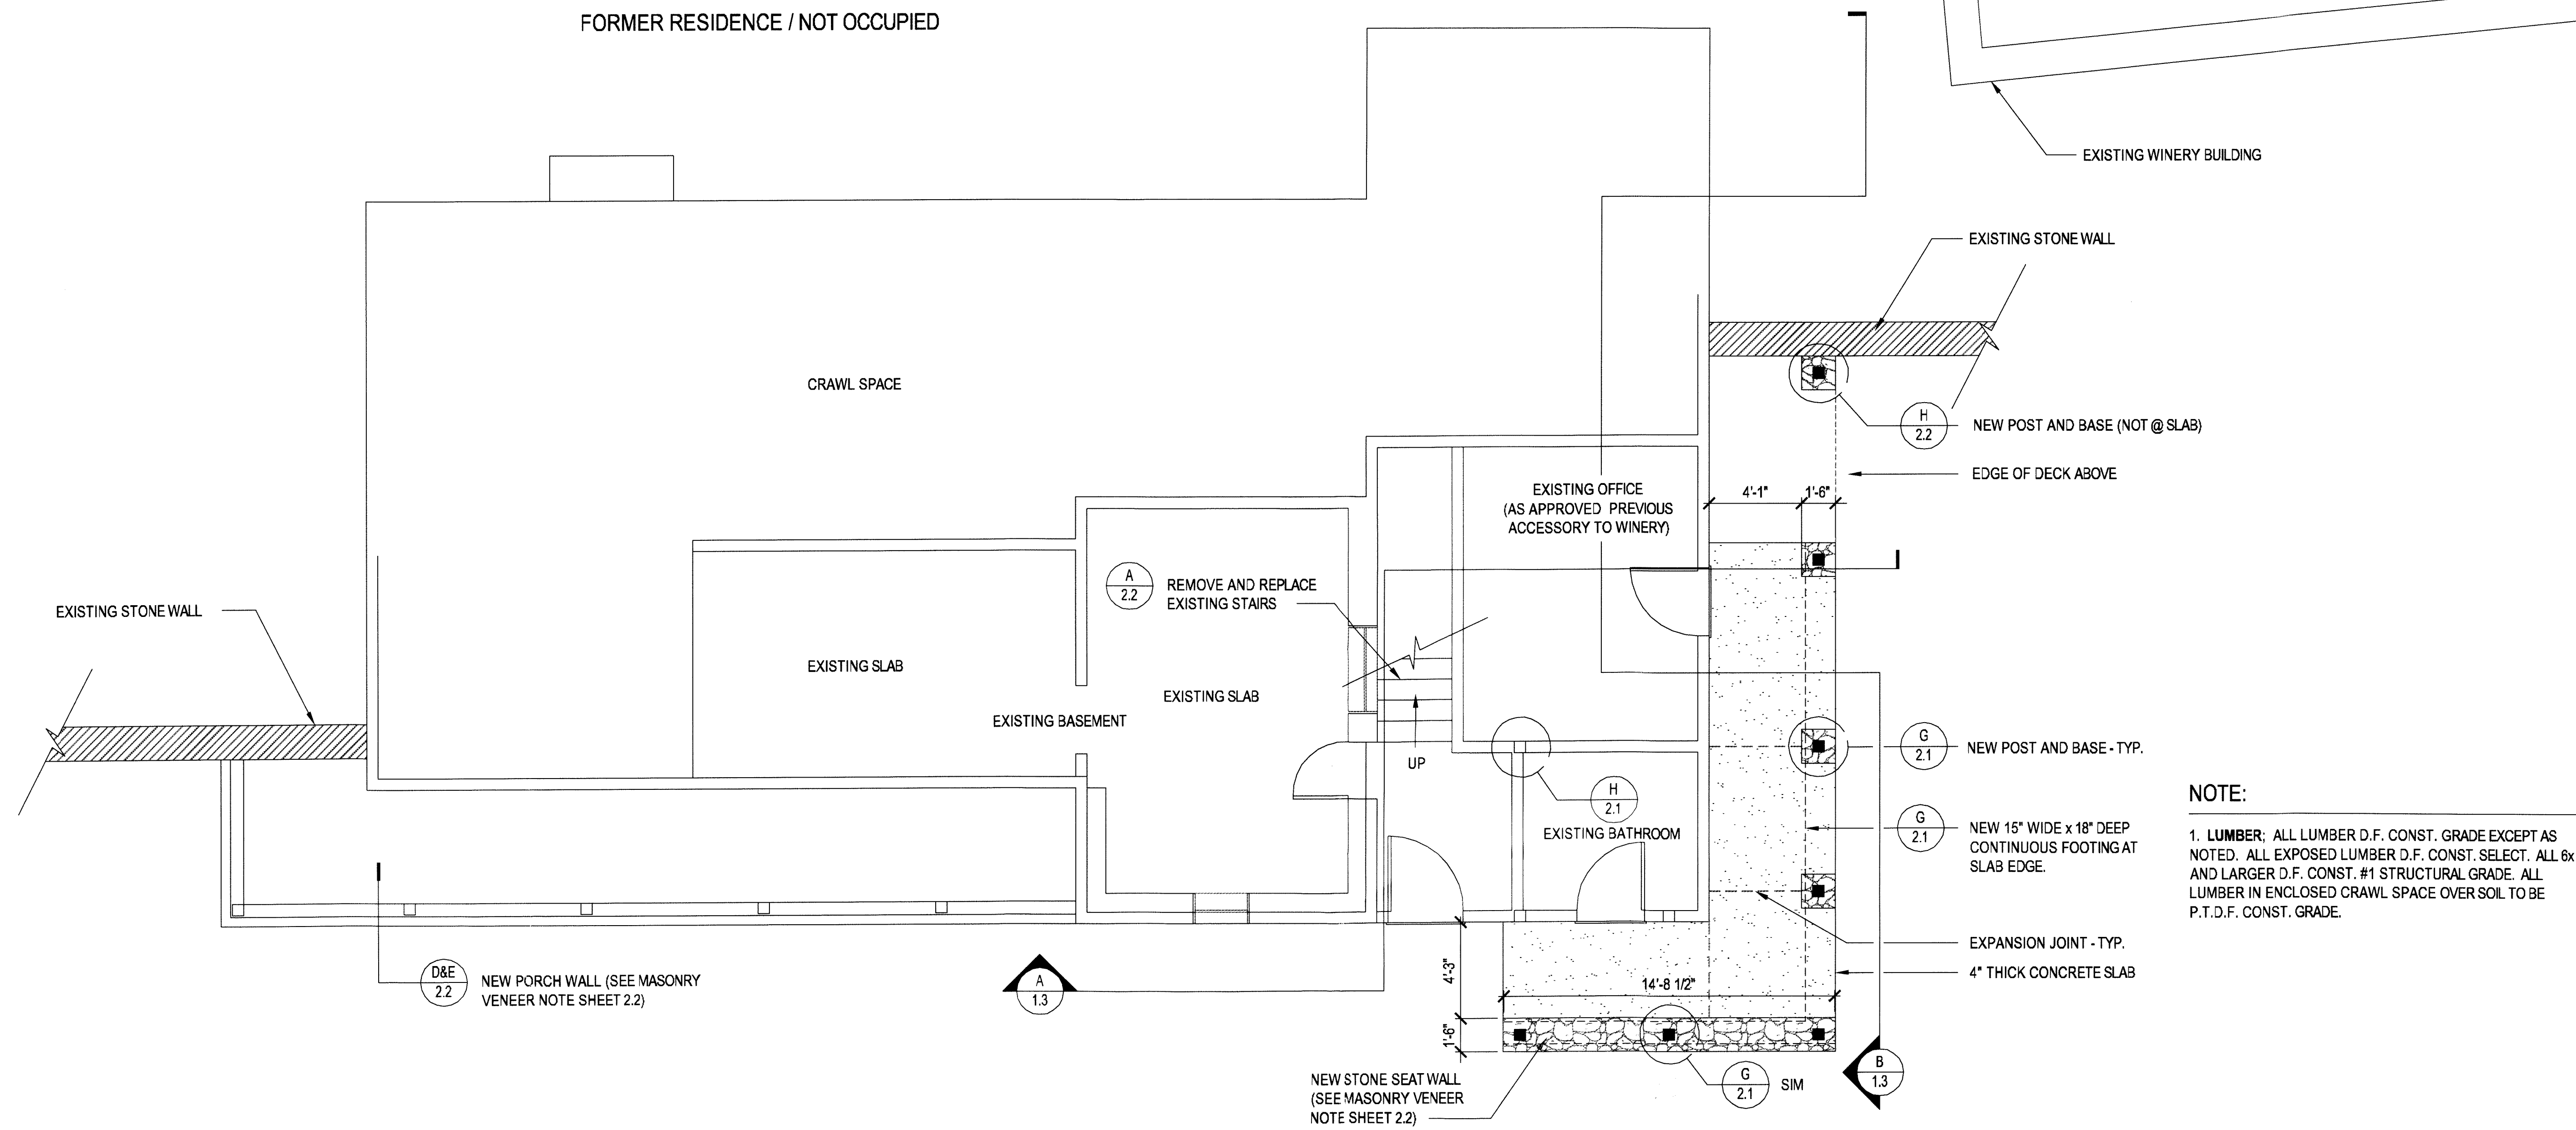 FORMER RESIDENCE / NOT OCCUPIED
EXISTING WINERY BUILDING
EXISTING STONE WALL
CRAWL SPACE
H
2.2
NEW POST AND BASE (NOT @ SLAB)
EDGE OF DECK ABOVE
EXISTING OFFICE
(AS APPROVED PREVIOUS
ACCESSORY TO WINERY)
4'-1"
1'-6"
A
2.2
REMOVE AND REPLACE
EXISTING STAIRS
EXISTING STONE WALL
EXISTING SLAB
EXISTING SLAB
EXISTING BASEMENT
UP
G
2.1
NEW POST AND BASE - TYP.
H
2.1
EXISTING BATHROOM
G
2.1
NEW 15" WIDE x 18" DEEP
CONTINUOUS FOOTING AT
SLAB EDGE.
NOTE:
1. LUMBER; ALL LUMBER D.F. CONST. GRADE EXCEPT AS
NOTED. ALL EXPOSED LUMBER D.F. CONST. SELECT. ALL 6x
AND LARGER D.F. CONST. #1 STRUCTURAL GRADE. ALL
LUMBER IN ENCLOSED CRAWL SPACE OVER SOIL TO BE
P.T.D.F. CONST. GRADE.
EXPANSION JOINT - TYP.
4" THICK CONCRETE SLAB
D&E
2.2
NEW PORCH WALL (SEE MASONRY
VENEER NOTE SHEET 2.2)
A
1.3
4'-3"
14'-8 1/2"
1'-6"
NEW STONE SEAT WALL
(SEE MASONRY VENEER
NOTE SHEET 2.2)
G
2.1
SIM
B
1.3